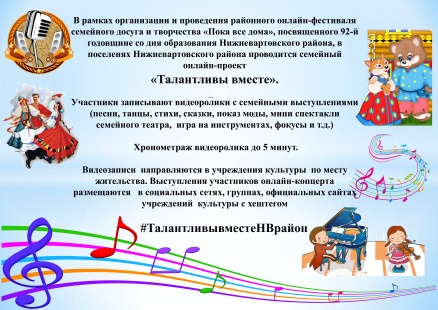 В рамках организации и проведения районного онлайн-фестиваля
семейного досуга и творчества «Пока все дома», посвященного 92-й
годовщине со дня образования Нижневартовского района, в
поселениях Нижневартовского района проводится семейный
онлайн-проект
«Талантливы вместе».
Участники записывают видеоролики с семейными выступлениями
(песни, танцы, стихи, сказки, показ моды, мини спектакли
семейного театра, игра на инструментах, фокусы и т.д.)
Хронометраж видеоролика до 5 минут.
Видеозаписи направляются в учреждения культуры по месту
жительства. Выступления участников онлайн-концерта
размещаются в социальных сетях, группах, официальных сайтах
учреждений культуры с хештегом
#ТалантливывместеНВрайон